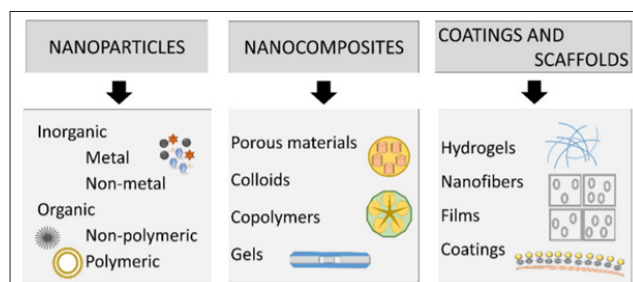 NANOPARTICLES
Inorganic
Metal
Non-metal
Organic
Non-polymeric
Polymeric
NANOCOMPOSITES
Porous materials
Colloids
Copolymers
Gels
COATINGS AND
SCAFFOLDS
Hydrogels
Nanofibers
Films
Coatings